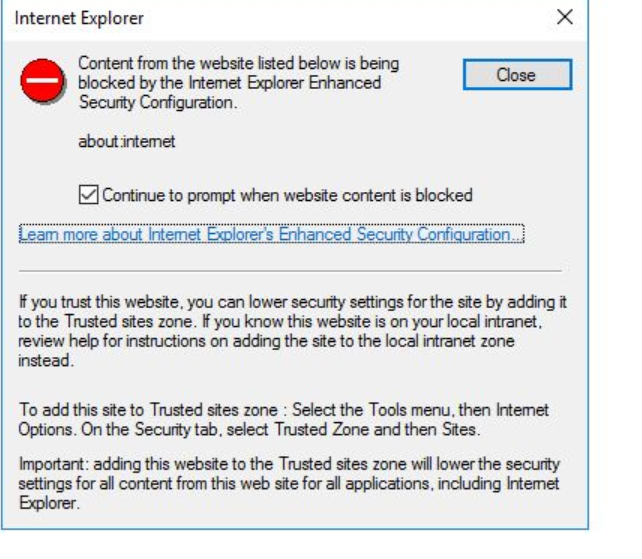 Internet Explorer
Content from the website listed below is being
blocked by the Internet Explorer Enhanced
Security Configuration.
Close
about:internet
Continue to prompt when website content is blocked
Learn more about Internet Explorer's Enhanced Security Configuration...
If you trust this website, you can lower security settings for the site by adding it
to the Trusted sites zone. If you know this website is on your local intranet,
review help for instructions on adding the site to the local intranet zone
instead.
To add this site to Trusted sites zone : Select the Tools menu, then Internet
Options. On the Security tab, select Trusted Zone and then Sites.
Important: adding this website to the Trusted sites zone will lower the security
settings for all content from this web site for all applications, including Internet
Explorer.